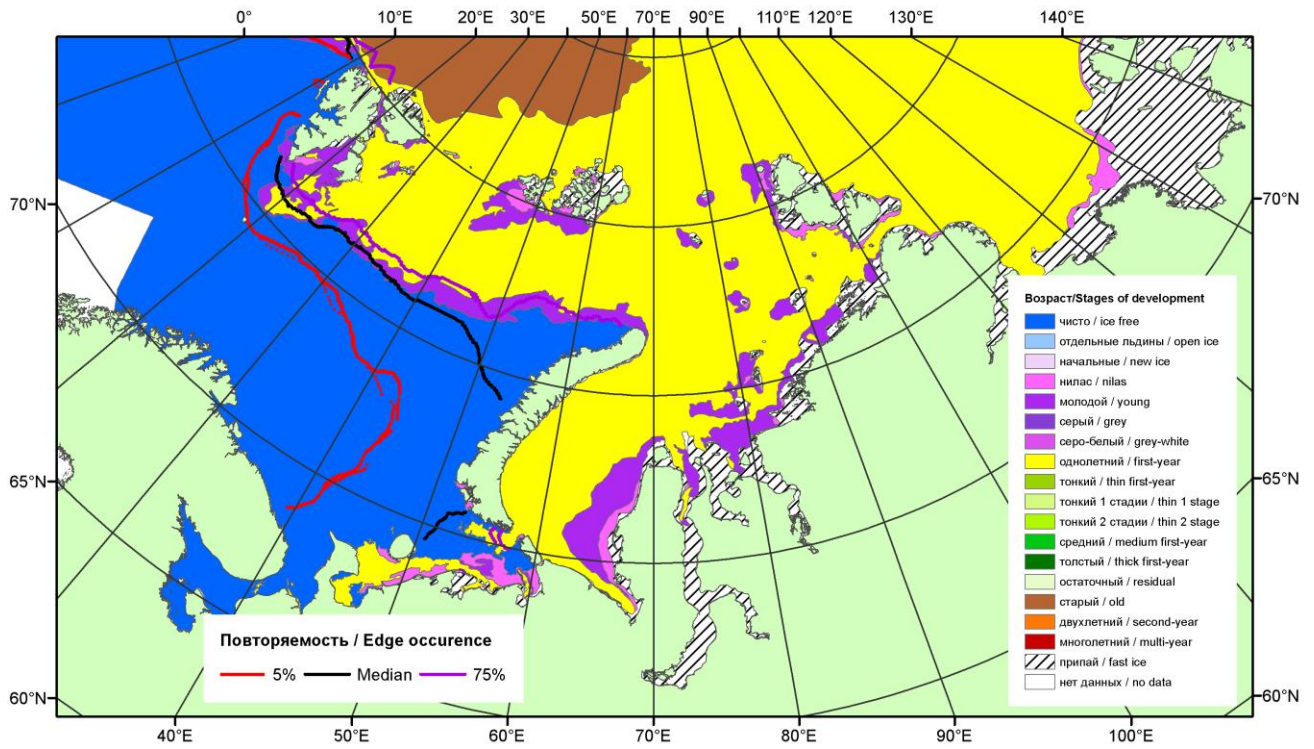 0° 10°E 20°E 30°E 40°E 50°E 60°E 70°E 80°E 90°E 100°E 110°E 120°E 130°E 140°E
70°N 70°N
65°N 65°N
60°N 60°N
Возраст/Stages of development
чисто / ice free
отдельные льдины / open ice
начальные / new ice
нилас / nilas
молодой / young
серый / grey
серо-белый / grey-white
однолетний / first-year
тонкий / thin first-year
тонкий 1 стадии / thin 1 stage
тонкий 2 стадии / thin 2 stage
средний / medium first-year
толстый / thick first-year
остаточный / residual
старый / old
двухлетний / second-year
многолетний / multi-year
припай / fast ice
нет данных / no data
Повторяемость / Edge occurence
5% Median 75%
40°E 50°E 60°E 70°E 80°E 90°E 100°E